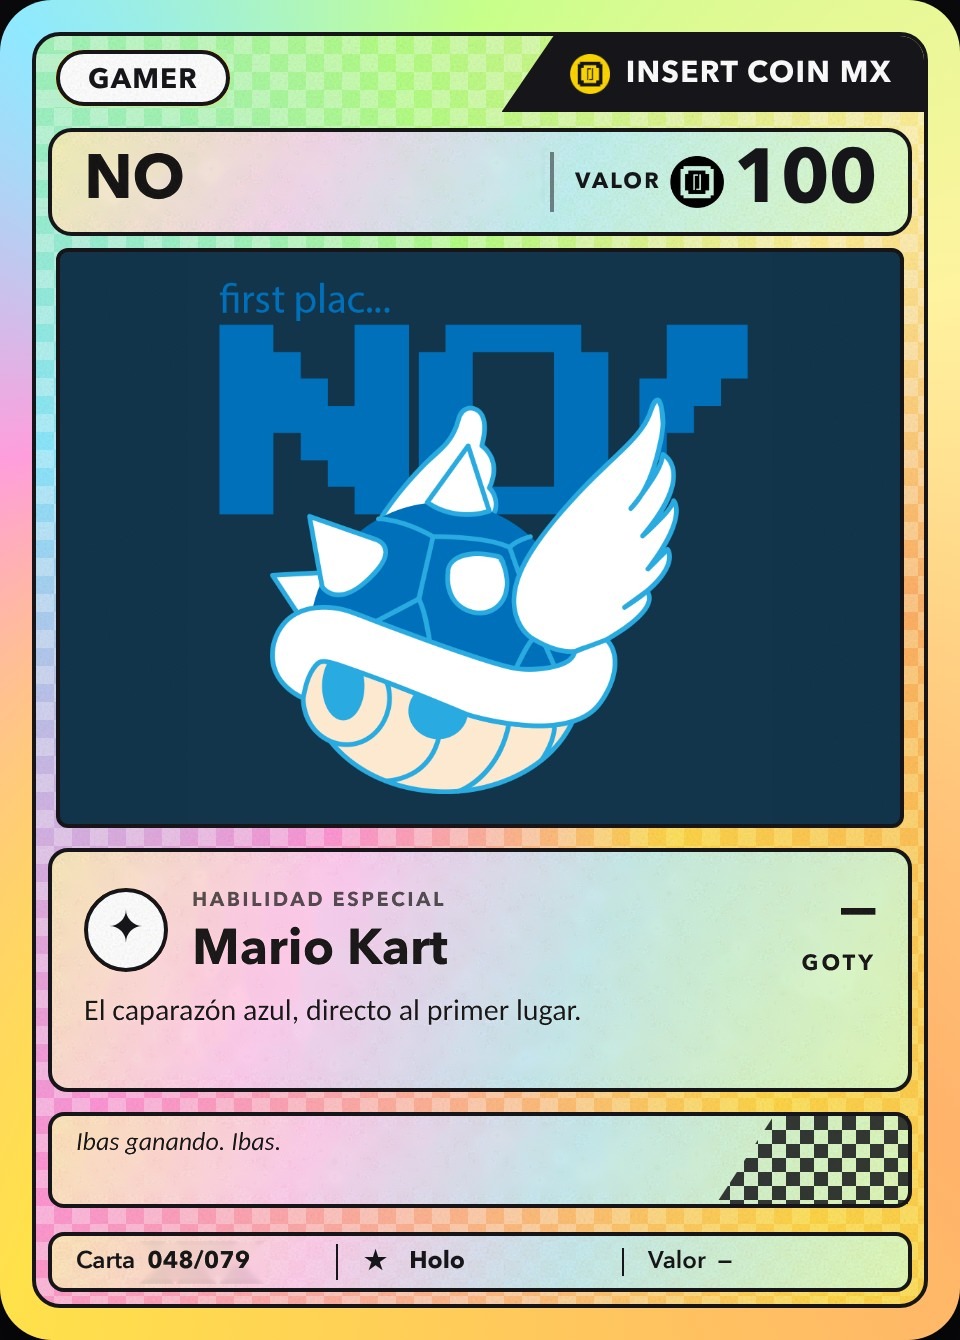 GAMER
INSERT COIN MX
NO
VALOR 100
first plac...
NO!
HABILIDAD ESPECIAL
Mario Kart
–
GOTY
El caparazón azul, directo al primer lugar.
Ibas ganando. Ibas.
Carta 048/079
★ Holo
Valor –